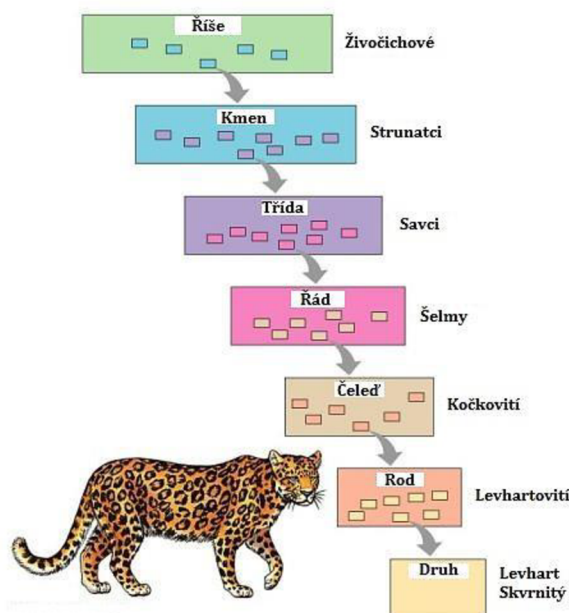 Říše
Živočichové
Kmen
Strunatci
Třída
Savci
Řád
Šelmy
Čeleď
Kočkovití
Rod
Levhartovití
Druh
Levhart
Skvrnitý